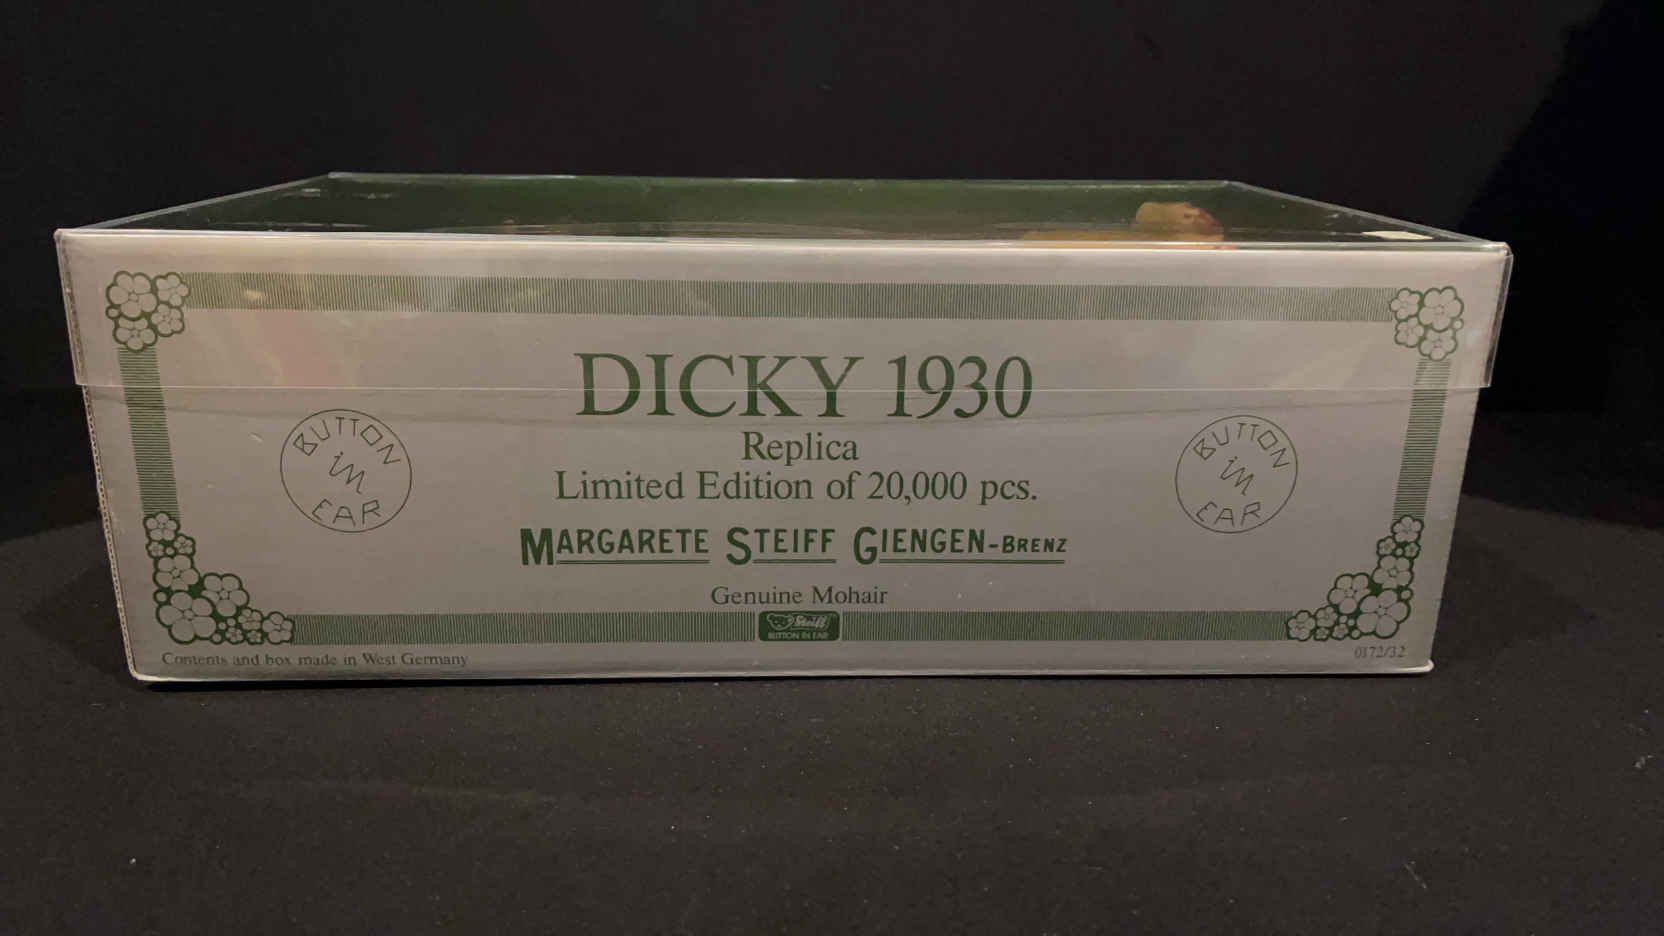 DICKY 1930
Replica
Limited Edition of 20,000 pcs.
MARGARETE STEIFF GIENGEN-BRENZ
Genuine Mohair
BUTTON
im
EAR
BUTTON
im
EAR
Steiff
BUTTON IN EAR
Contents and box made in West Germany
0172/32